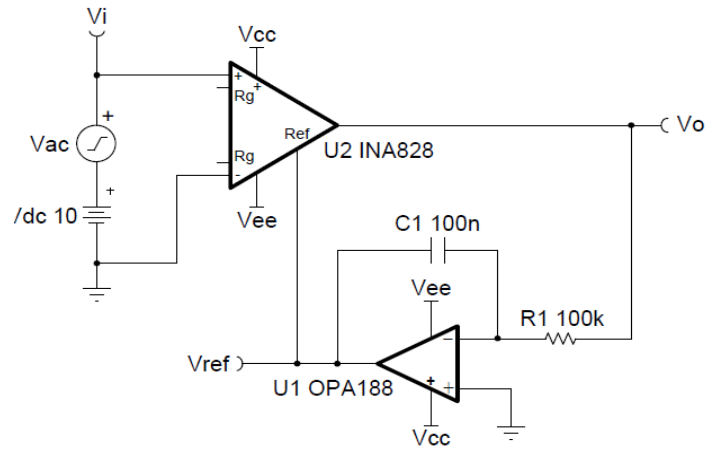 Vi
Vcc
+
+
Rg
+
Vac
Ref
Vo
U2 INA828
Rg
+
-
/dc 10
Vee
C1 100n
Vee
R1 100k
−
Vref
U1 OPA188
+
+
Vcc